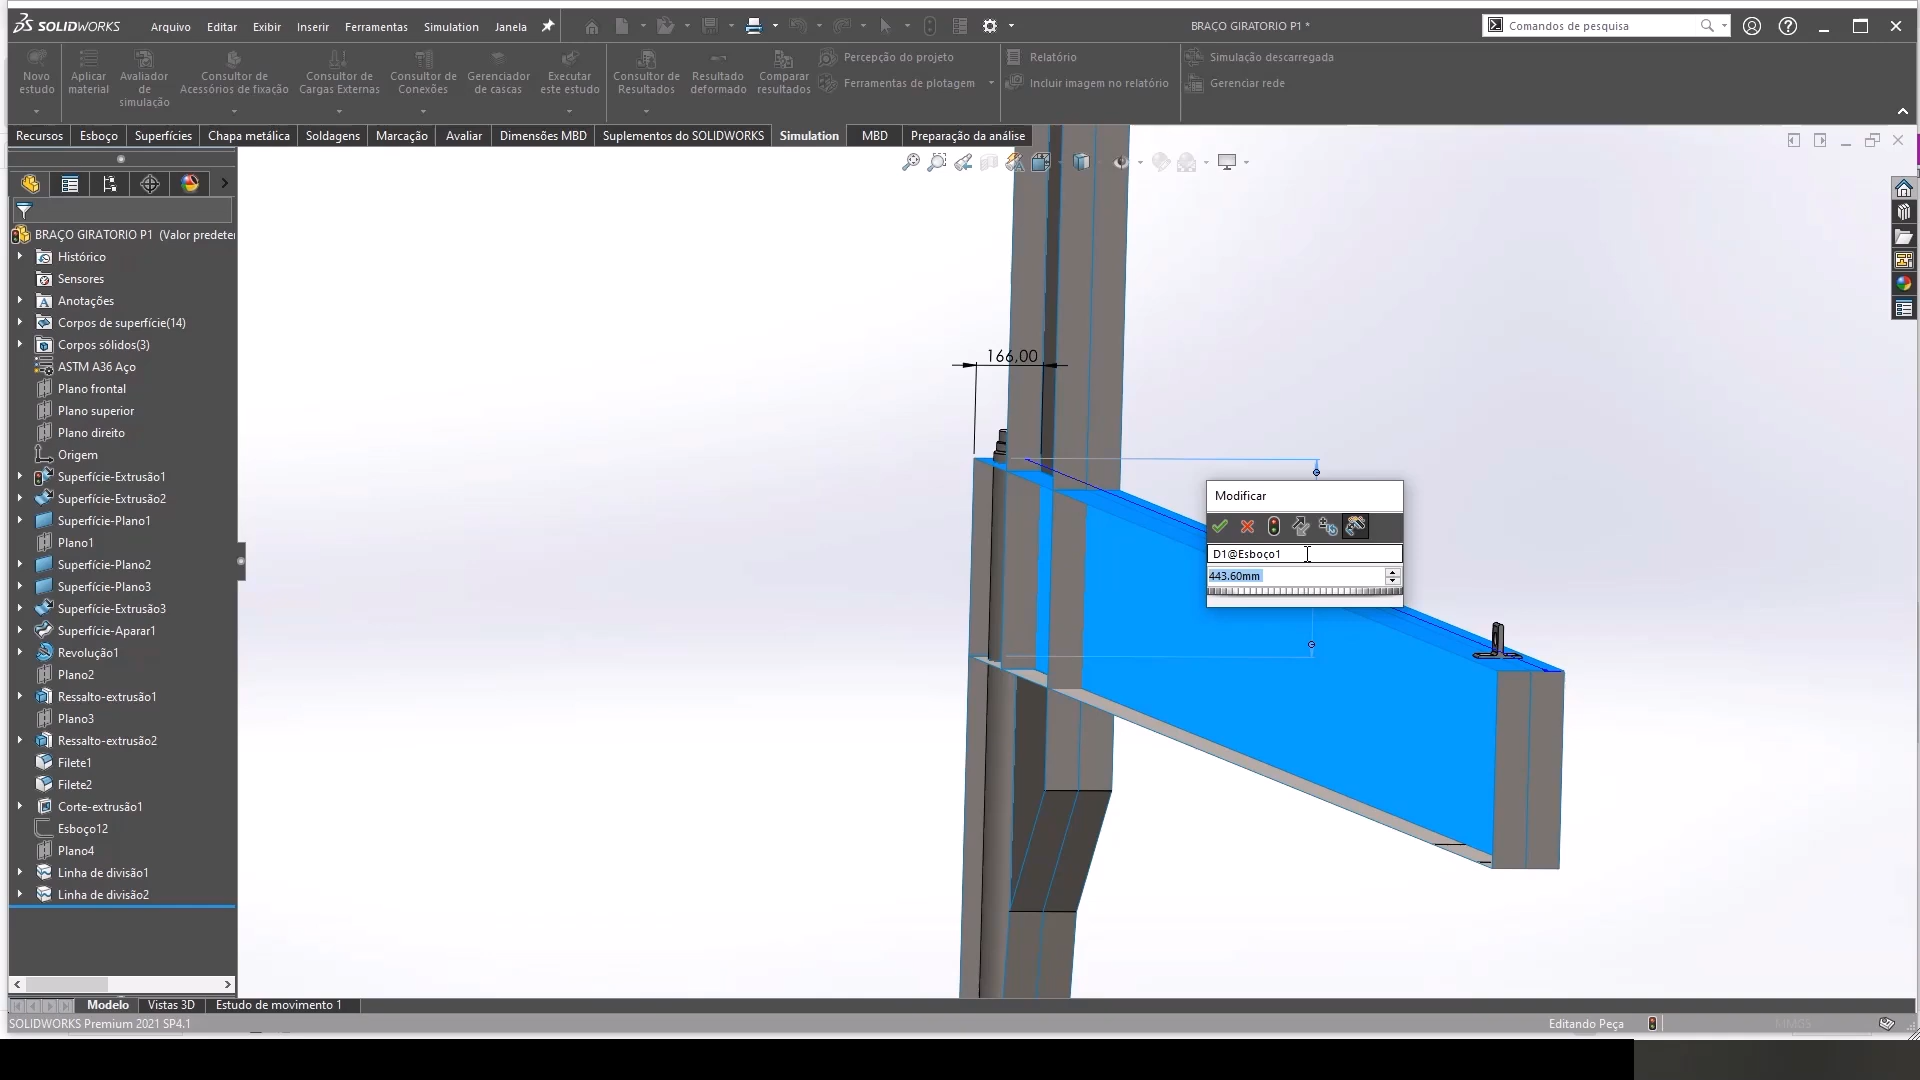 SOLIDWORKS Arquivo Editar Exibir Inserir Ferramentas Simulation Janela BRAÇO GIRATORIO P1 * Comandos de pesquisa
Novo estudo
Aplicar material
Avaliador de simulação
Consultor de Acessórios de fixação
Consultor de Cargas Externas
Consultor de Conexões
Gerenciador de cascas
Executar este estudo
Consultor de Resultados
Resultado deformado
Comparar resultados
Percepção do projeto
Ferramentas de plotagem
Relatório
Incluir imagem no relatório
Simulação descarregada
Gerenciar rede
Recursos Esboço Superfícies Chapa metálica Soldagens Marcação Avaliar Dimensões MBD Suplementos do SOLIDWORKS Simulation MBD Preparação da análise
BRAÇO GIRATORIO P1 (Valor predeter
Histórico
Sensores
Anotações
Corpos de superfície(14)
Corpos sólidos(3)
ASTM A36 Aço
Plano frontal
Plano superior
Plano direito
Origem
Superfície-Extrusão1
Superfície-Extrusão2
Superfície-Plano1
Plano1
Superfície-Plano2
Superfície-Plano3
Superfície-Extrusão3
Superfície-Aparar1
Revolução1
Plano2
Ressalto-extrusão1
Plano3
Ressalto-extrusão2
Filete1
Filete2
Corte-extrusão1
Esboço12
Plano4
Linha de divisão1
Linha de divisão2
166,00
Modificar
D1@Esboço1
443.60mm
Modelo Vistas 3D Estudo de movimento 1
SOLIDWORKS Premium 2021 SP4.1 Editando Peça MMGS